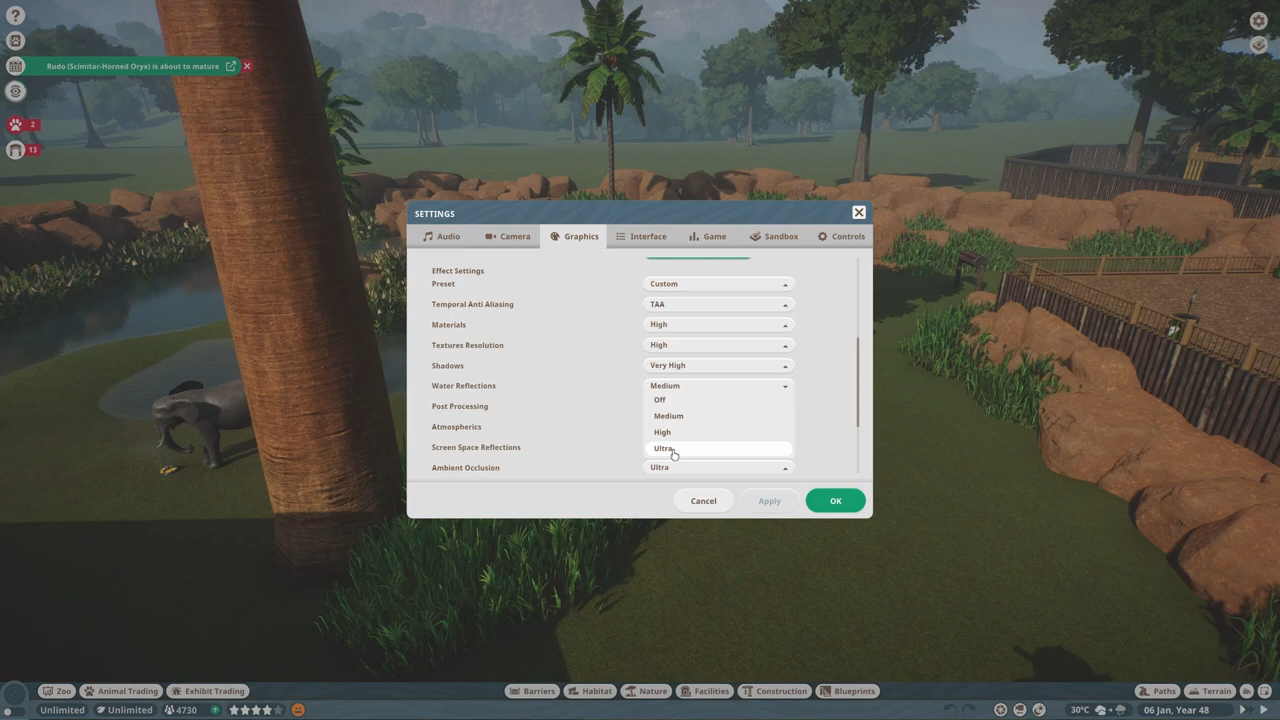 ?
Rudo (Scimitar-Horned Oryx) is about to mature
2
13
SETTINGS
Audio Camera Graphics Interface Game Sandbox Controls
Effect Settings
Preset Custom
Temporal Anti Aliasing TAA
Materials High
Textures Resolution High
Shadows Very High
Water Reflections Medium
Off
Post Processing
Medium
Atmospherics
High
Screen Space Reflections Ultra
Ambient Occlusion Ultra
Cancel Apply OK
Zoo Animal Trading Exhibit Trading Barriers Habitat Nature Facilities Construction Blueprints Paths Terrain
Unlimited Unlimited 4730 30°C 06 Jan, Year 48